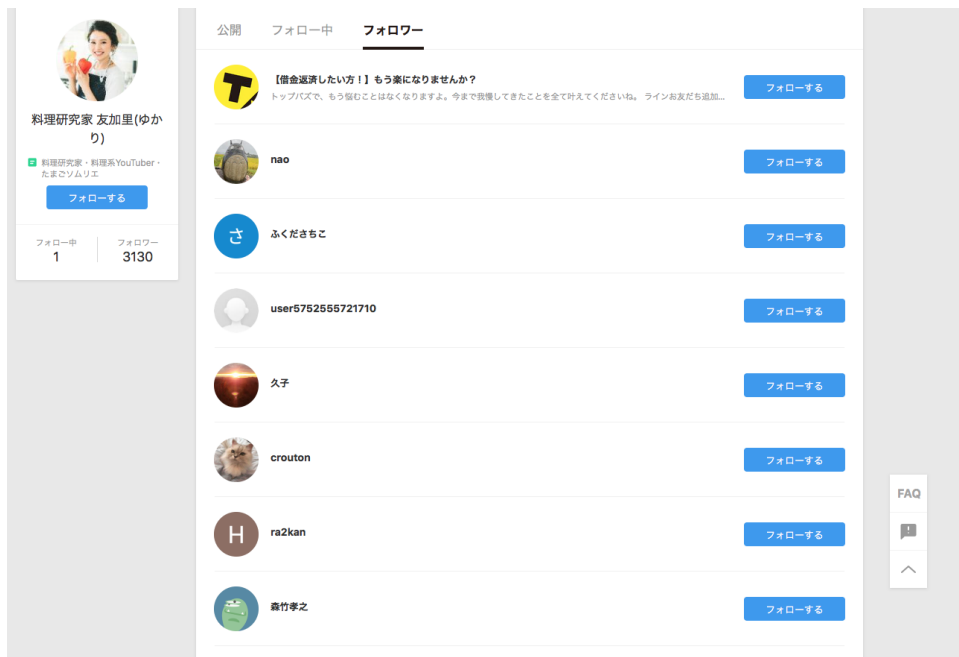 公開 フォロー中 フォロワー
料理研究家 友加里(ゆか
り)
料理研究家・料理系YouTuber・
たまごソムリエ
フォローする
フォロー中 フォロワー
1 3130
T
【借金返済したい方！】もう楽になりませんか？
トップバズで、もう悩むことはなくなりますよ。今まで我慢してきたことを全て叶えてくださいね。 ラインお友だち追加...
フォローする
nao
フォローする
さ
ふくださちこ
フォローする
user5752555721710
フォローする
久子
フォローする
crouton
フォローする
H
ra2kan
フォローする
森竹孝之
フォローする
FAQ